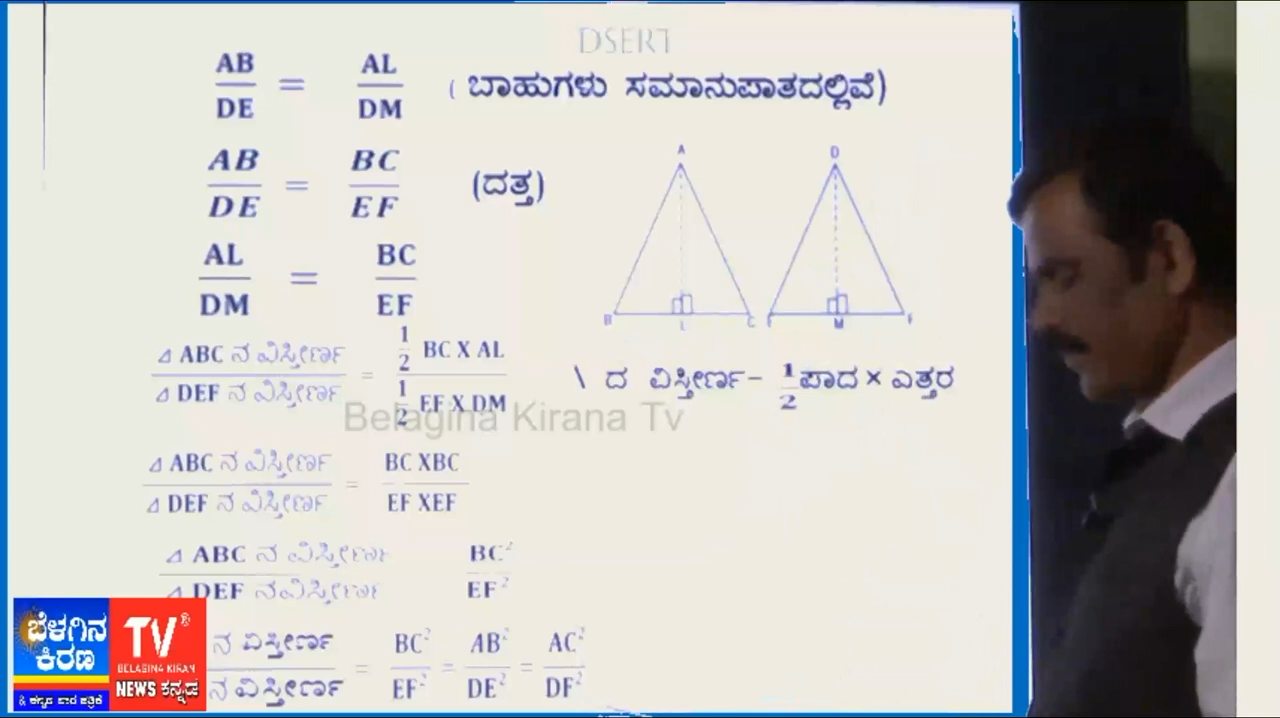 DSERT
AB/DE = AL/DM ( ಬಾಹುಗಳು ಸಮಾನುಪಾತದಲ್ಲಿವೆ)
AB/DE = BC/EF (ದತ್ತ)
AL/DM = BC/EF
A D
B L C M F
⊿ ABC ನ ವಿಸ್ತೀರ್ಣ/⊿ DEF ನ ವಿಸ್ತೀರ್ಣ = 1/2 BC X AL/1/2 EF X DM
\ ದ ವಿಸ್ತೀರ್ಣ– 1/2 ಪಾದ × ಎತ್ತರ
Belagina Kirana Tv
⊿ ABC ನ ವಿಸ್ತೀರ್ಣ/⊿ DEF ನ ವಿಸ್ತೀರ್ಣ = BC XBC/EF XEF
⊿ ABC ನ ವಿಸ್ತೀರ್ಣ/⊿ DEF ನ ವಿಸ್ತೀರ್ಣ BC²/EF²
ನ ವಿಸ್ತೀರ್ಣ/ನ ವಿಸ್ತೀರ್ಣ = BC²/EF² = AB²/DE² = AC²/DF²
ಬೆಳಗಿನ
ಕಿರಣ
& ಕನ್ನಡ ವಾರ ಪತ್ರಿಕೆ
TV
BELAGINA KIRAN
NEWS ಕನ್ನಡ